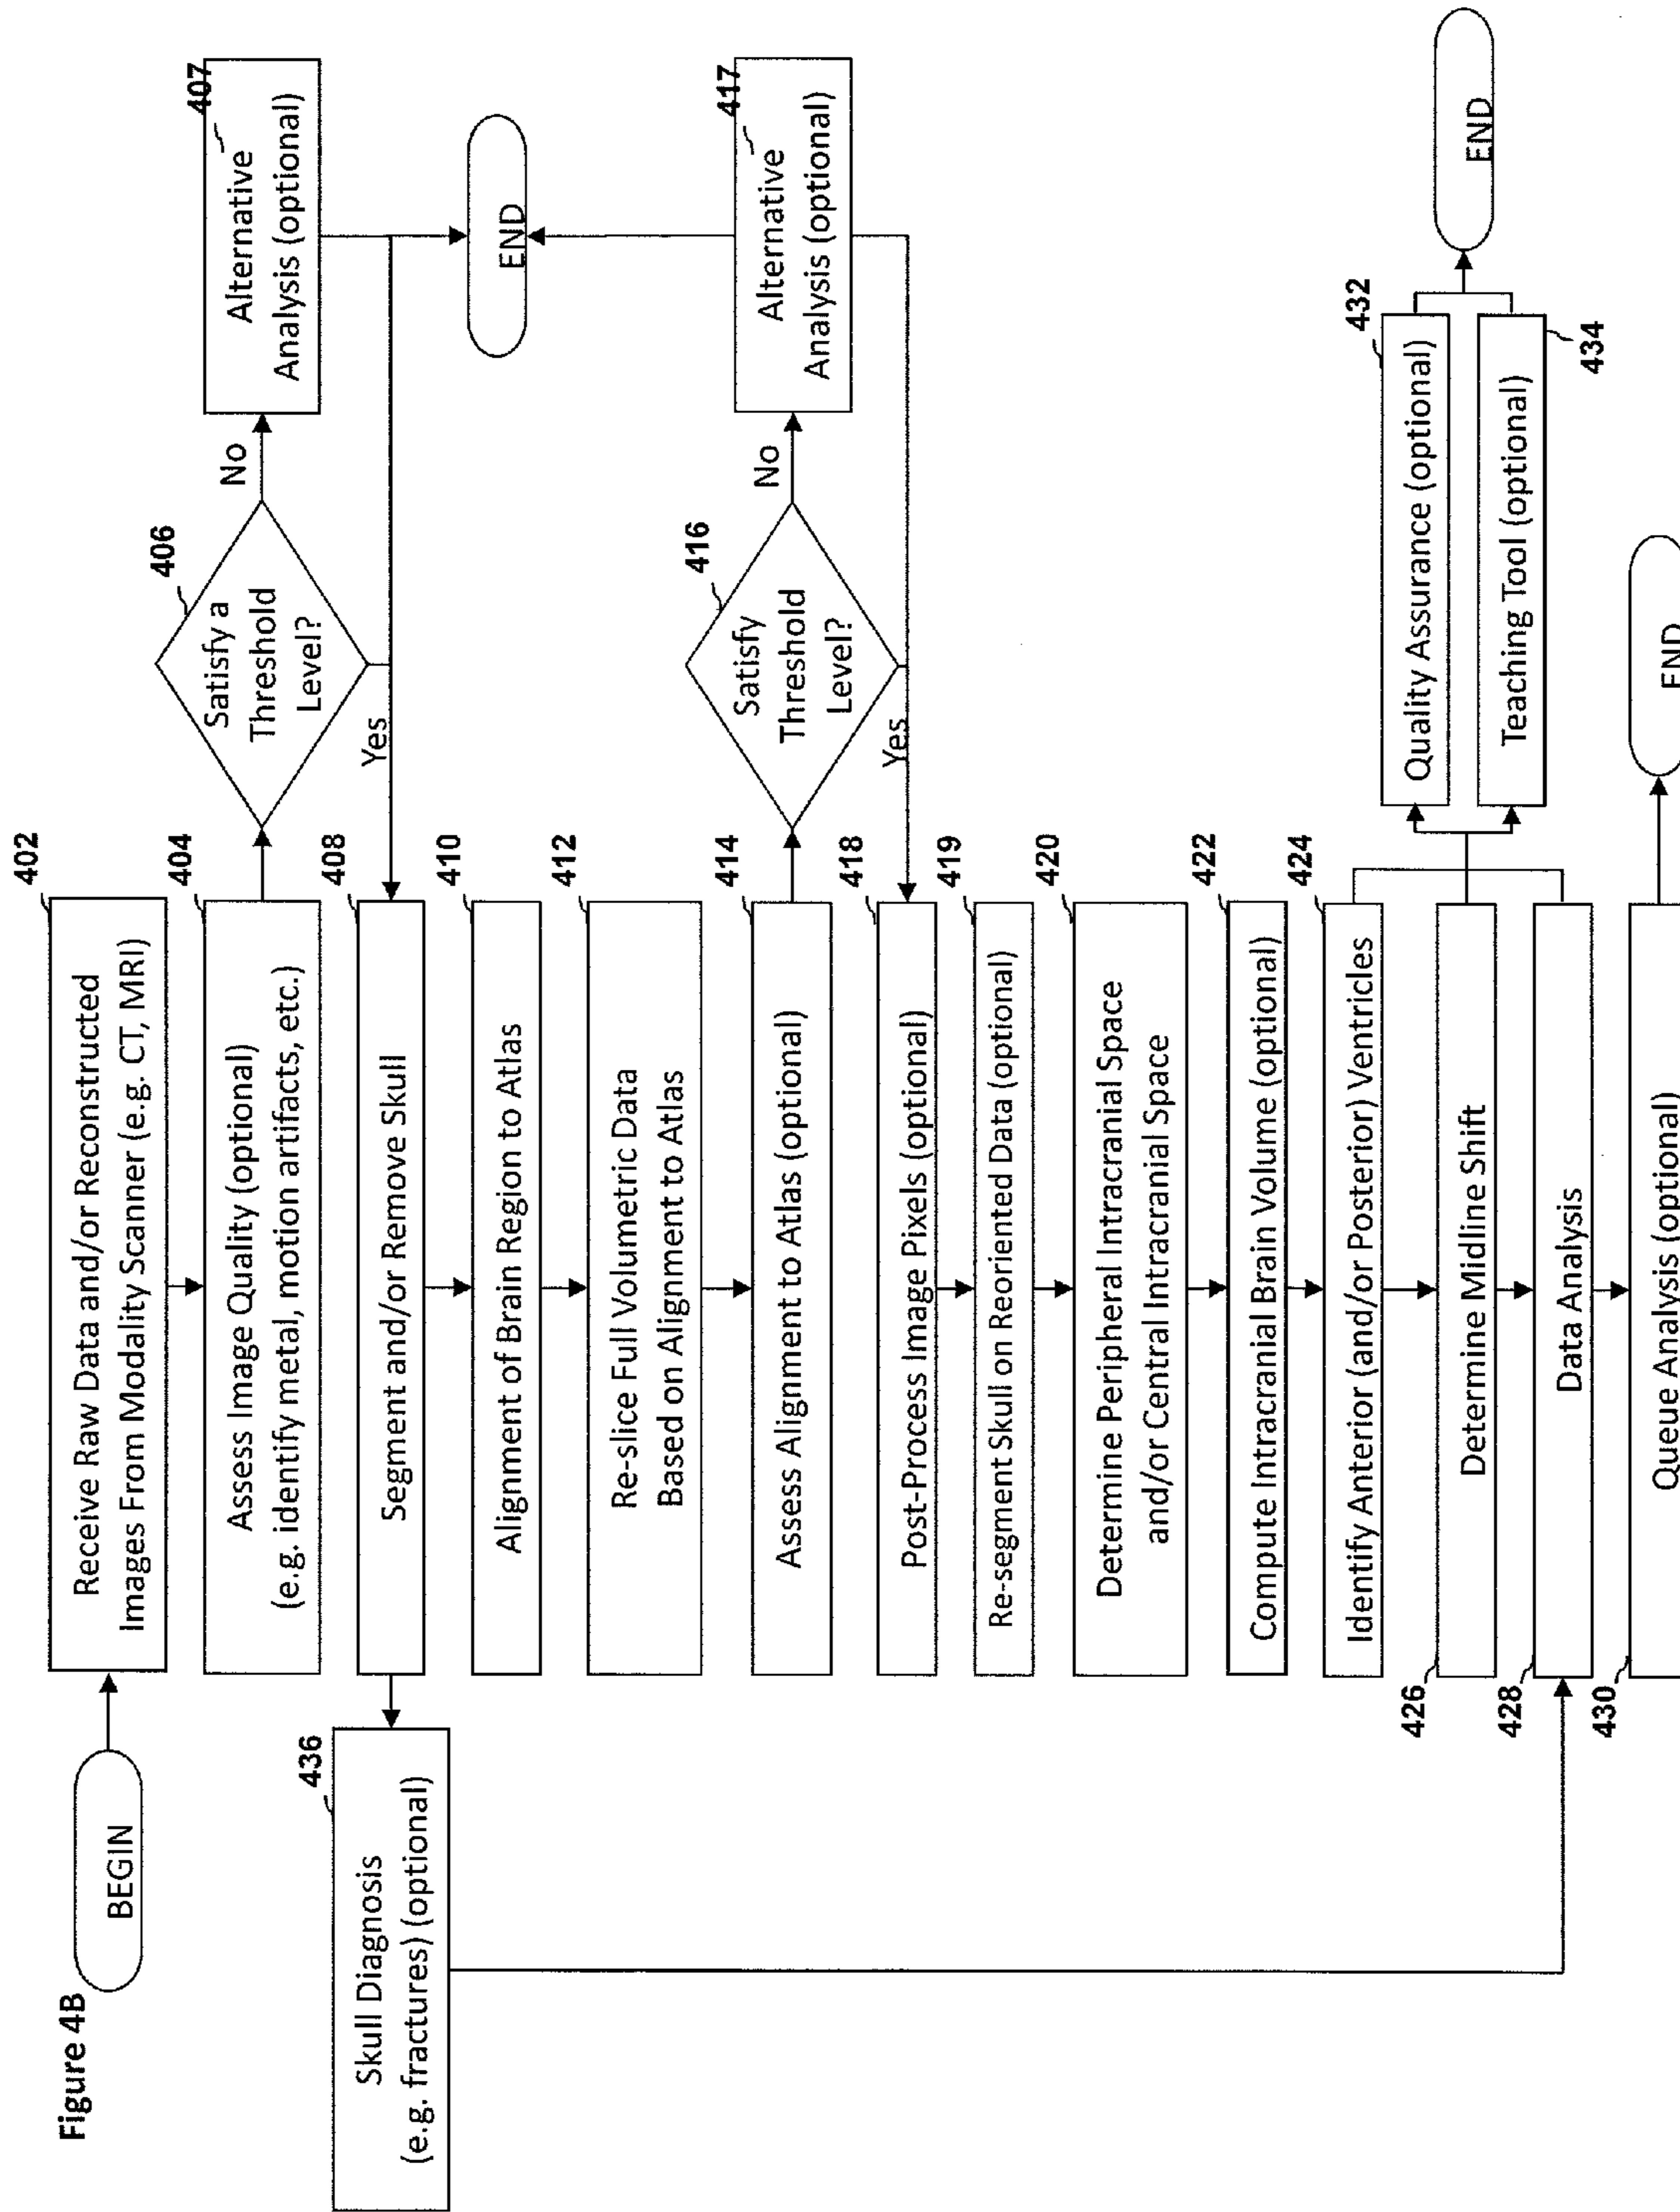 Figure 4B
BEGIN
402
Receive Raw Data and/or Reconstructed
Images From Modality Scanner (e.g. CT, MRI)
404
Assess Image Quality (optional)
(e.g. identify metal, motion artifacts, etc.)
406
Satisfy a
Threshold
Level?
No
Yes
407
Alternative
Analysis (optional)
END
408
Segment and/or Remove Skull
436
Skull Diagnosis
(e.g. fractures) (optional)
410
Alignment of Brain Region to Atlas
412
Re-slice Full Volumetric Data
Based on Alignment to Atlas
414
Assess Alignment to Atlas (optional)
416
Satisfy
Threshold
Level?
No
Yes
417
Alternative
Analysis (optional)
418
Post-Process Image Pixels (optional)
419
Re-segment Skull on Reoriented Data (optional)
420
Determine Peripheral Intracranial Space
and/or Central Intracranial Space
422
Compute Intracranial Brain Volume (optional)
424
Identify Anterior (and/or Posterior) Ventricles
426
Determine Midline Shift
428
Data Analysis
432
Quality Assurance (optional)
Teaching Tool (optional)
434
END
430
Queue Analysis (optional)
END